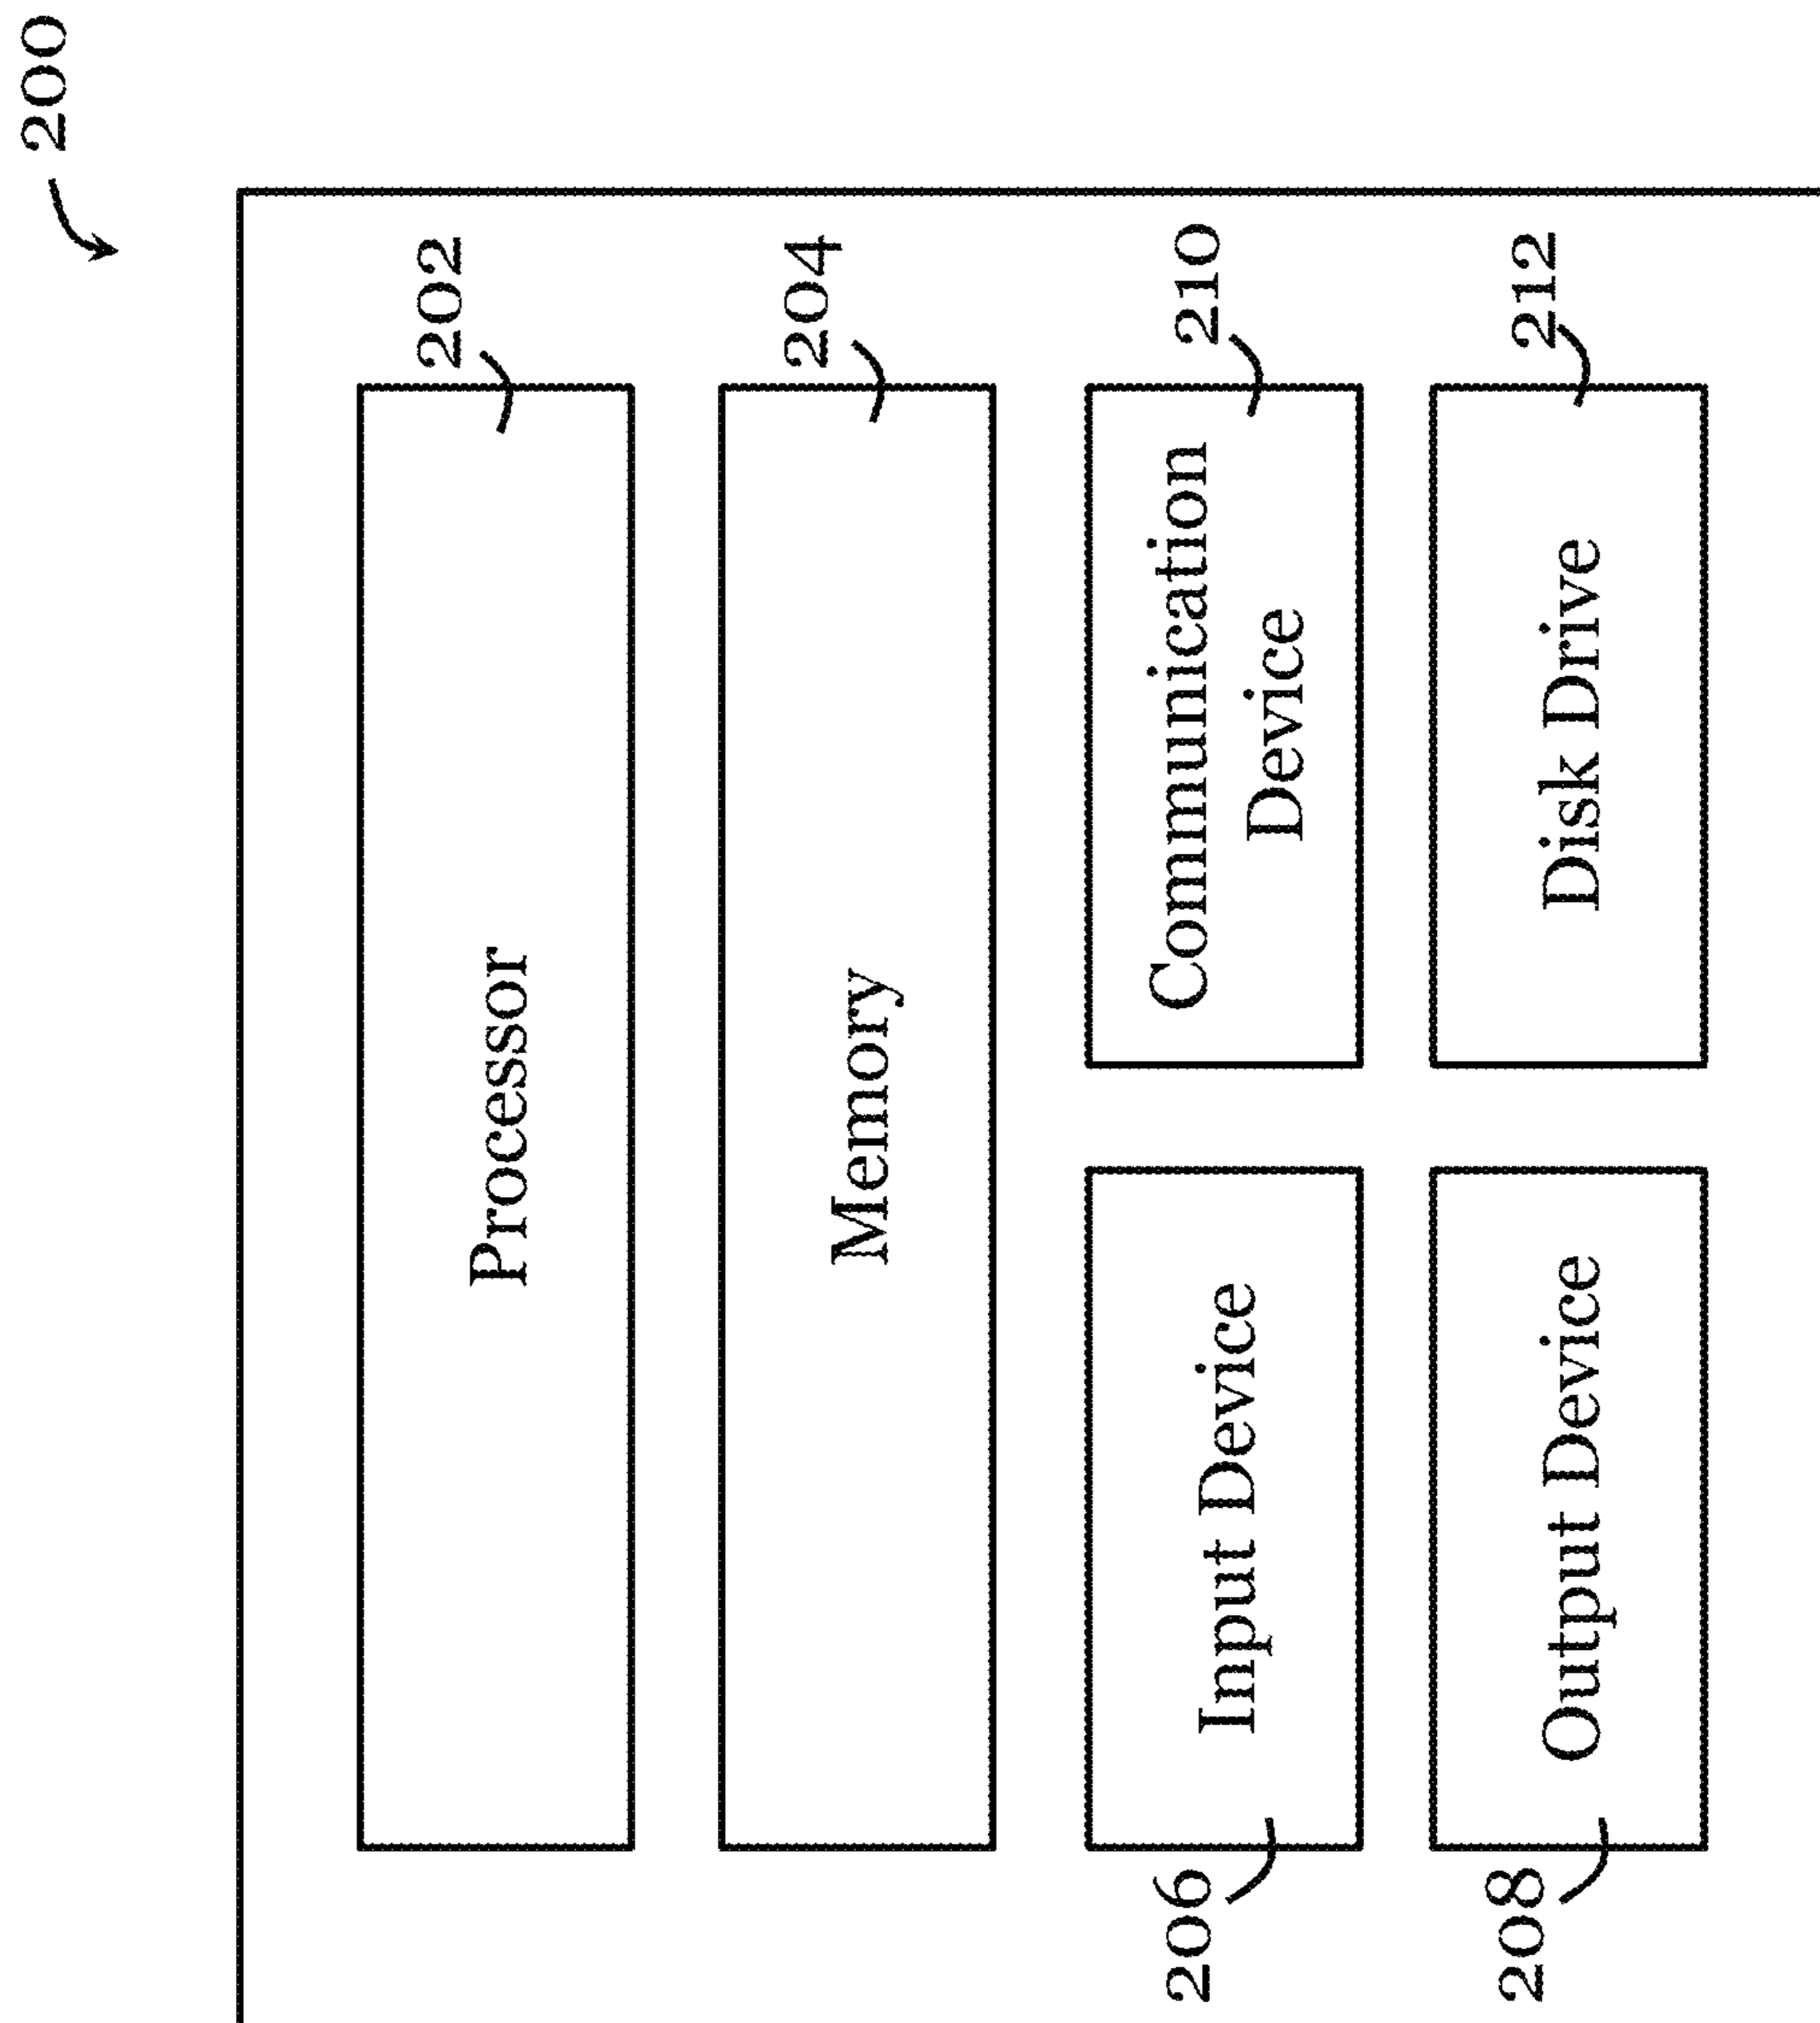 200
202
Processor
204
Memory
206
Input Device
210
Communication
Device
208
Output Device
212
Disk Drive